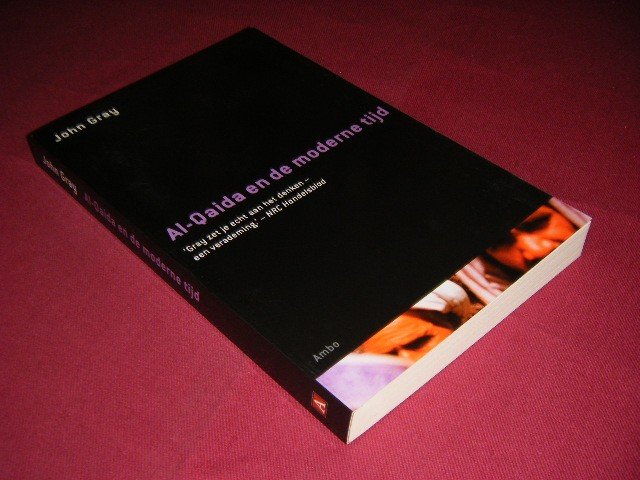 John Gray
Al-Qaida en de moderne tijd
'Gray zet je echt aan het denken –
een verademing.' – NRC Handelsblad
Ambo
John Gray Al-Qaida en de moderne tijd
A